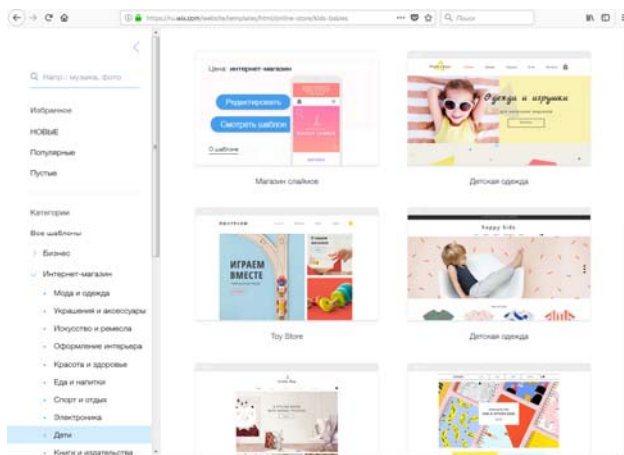 https://ru.wix.com/website/templates/html/online-store/kids-babies
Поиск
Напр.: музыка, фото
Избранное
НОВЫЕ
Популярные
Пустые
Категории
Все шаблоны
Бизнес
Интернет-магазин
Мода и одежда
Украшения и аксессуары
Искусство и ремесла
Оформление интерьера
Красота и здоровье
Еда и напитки
Спорт и отдых
Электроника
Дети
Книги и издательства
Цена: интернет-магазин
Редактировать
Смотреть шаблон
О шаблоне
Магазин слаймов
Одежда и игрушки
Детская одежда
ИГРАЕМ
ВМЕСТЕ
Toy Store
happy kids
Детская одежда